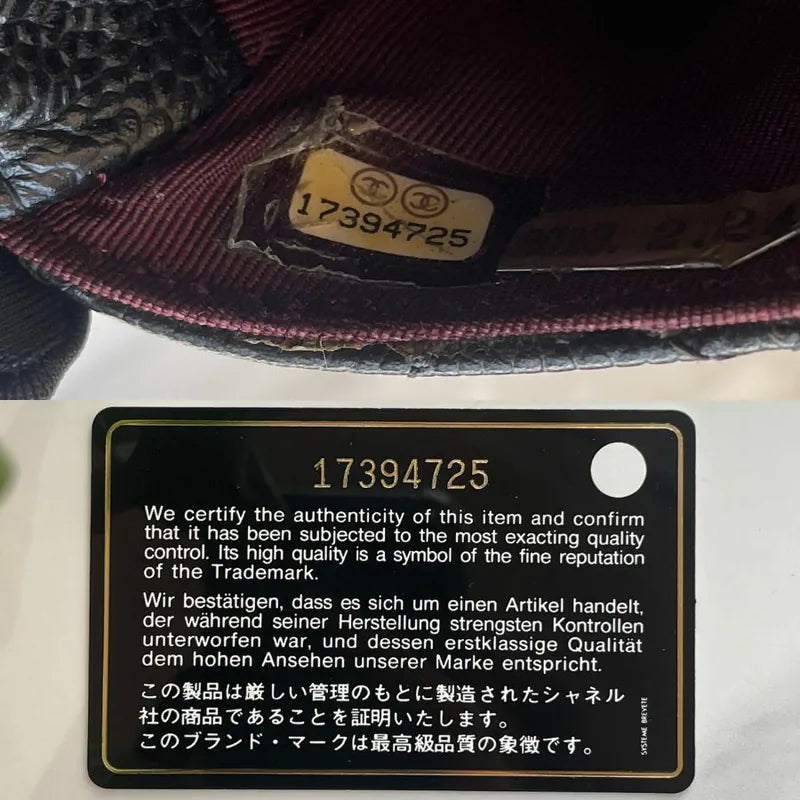 17394725
17394725
We certify the authenticity of this item and confirm
that it has been subjected to the most exacting quality
control. Its high quality is a symbol of the fine reputation
of the Trademark.
Wir bestätigen, dass es sich um einen Artikel handelt,
der während seiner Herstellung strengsten Kontrollen
unterworfen war, und dessen erstklassige Qualität
dem hohen Ansehen unserer Marke entspricht.
この製品は厳しい管理のもとに製造されたシャネル
社の商品であることを証明いたします。
このブランド・マークは最高級品質の象徴です。
SYSTEME BREVETE